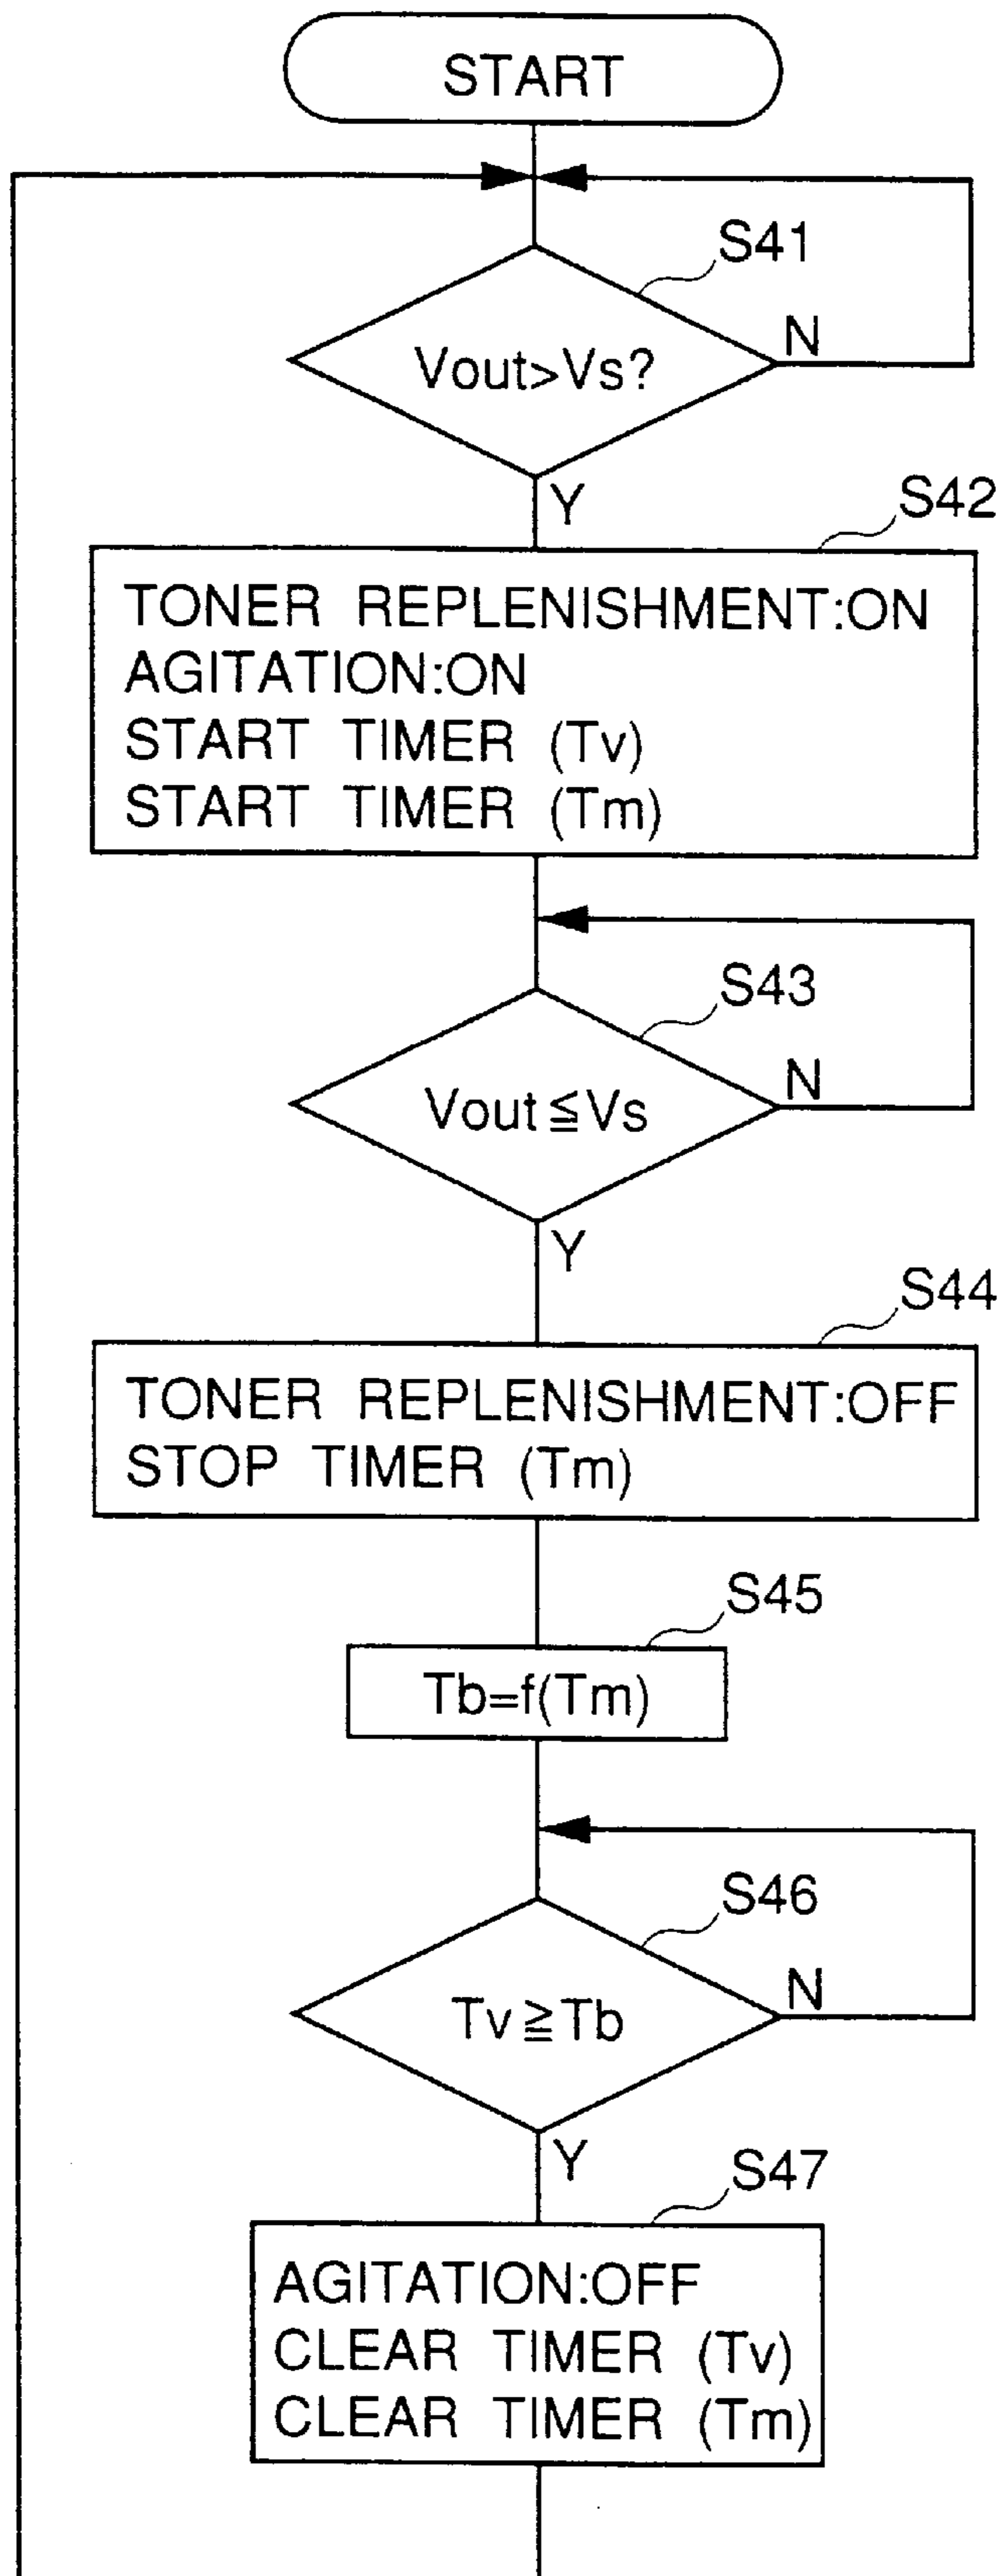 START
S41
Vout>Vs?
N
Y
S42
TONER REPLENISHMENT:ON
AGITATION:ON
START TIMER (Tv)
START TIMER (Tm)
S43
Vout≦Vs
N
Y
S44
TONER REPLENISHMENT:OFF
STOP TIMER (Tm)
S45
Tb=f(Tm)
S46
Tv≧Tb
N
Y
S47
AGITATION:OFF
CLEAR TIMER (Tv)
CLEAR TIMER (Tm)